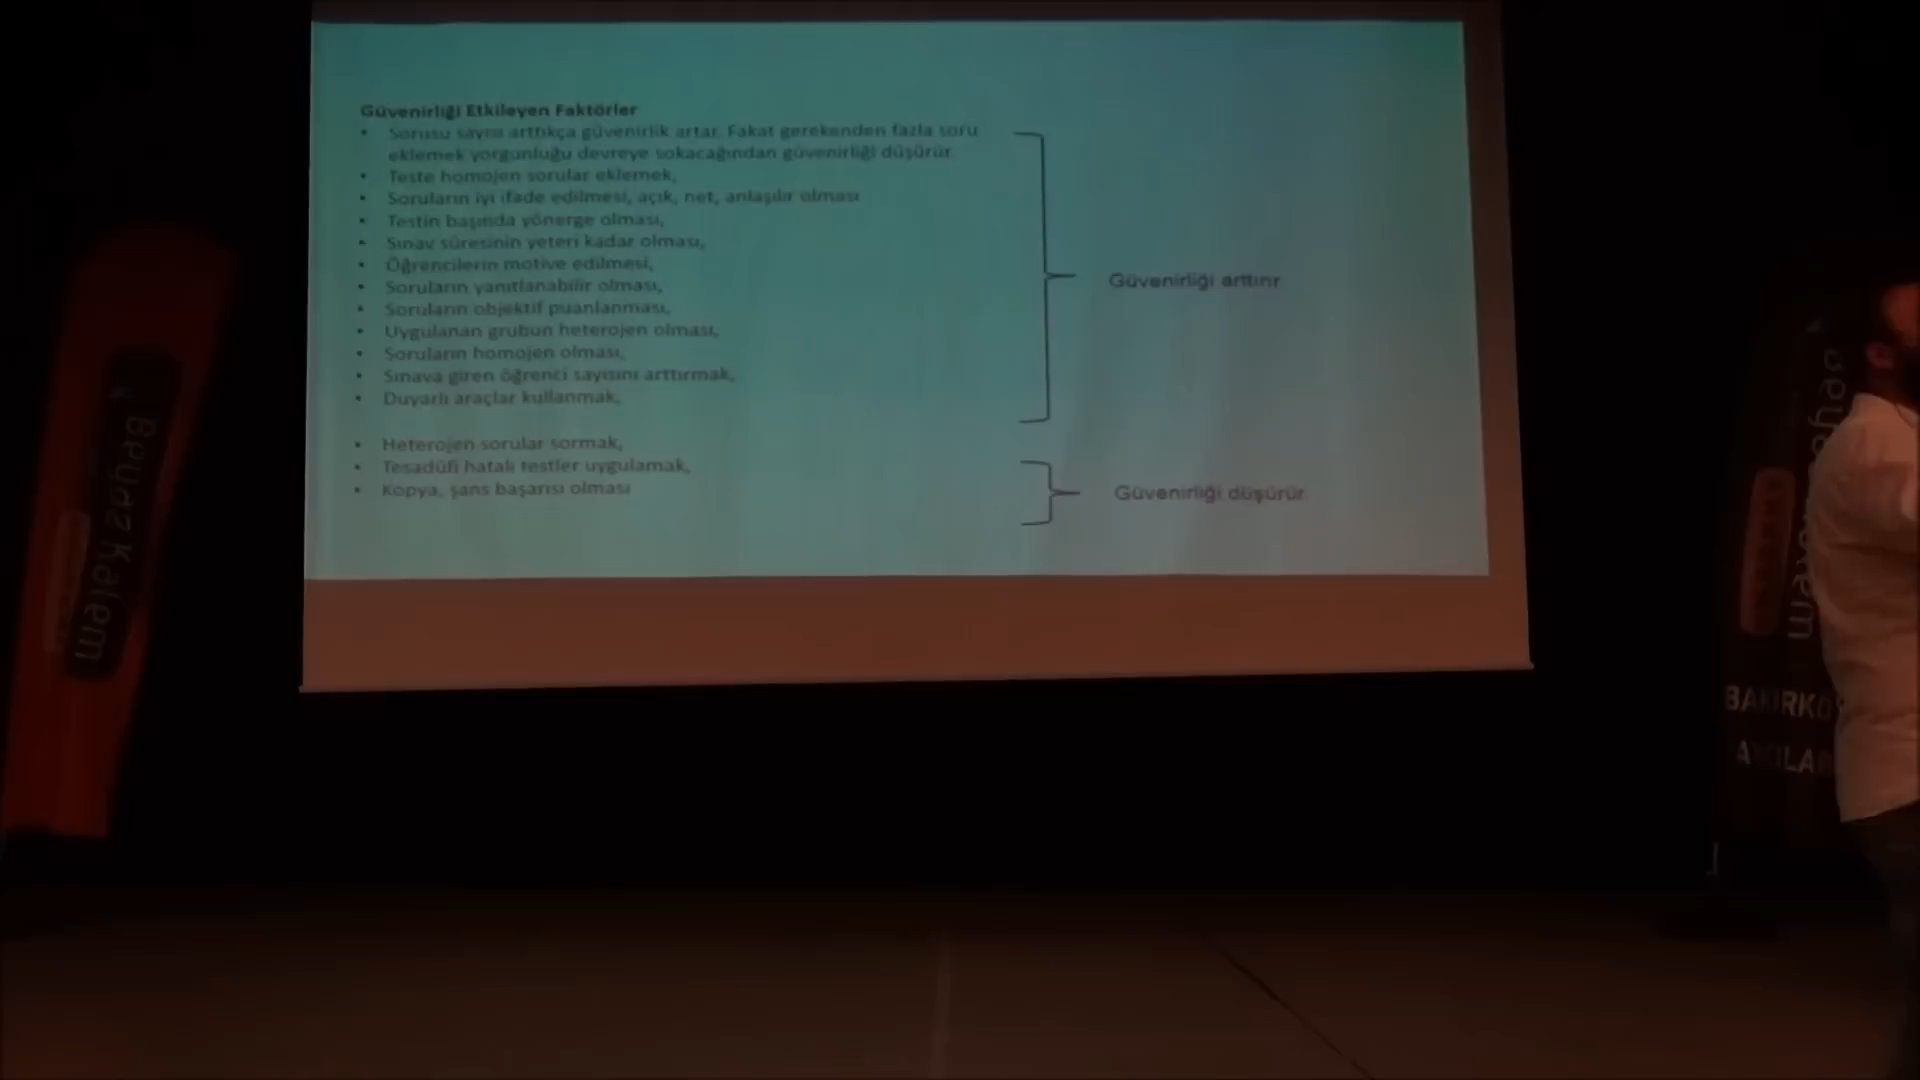 Güvenirliği Etkileyen Faktörler
• Sorusu sayısı arttıkça güvenirlik artar. Fakat gerekenden fazla soru
eklemek yorgunluğu devreye sokacağından güvenirliği düşürür.
• Teste homojen sorular eklemek,
• Soruların iyi ifade edilmesi, açık, net, anlaşılır olması
• Testin başında yönerge olması,
• Sınav süresinin yeteri kadar olması,
• Öğrencilerin motive edilmesi,
• Soruların yanıtlanabilir olması,
• Soruların objektif puanlanması,
• Uygulanan grubun heterojen olması,
• Soruların homojen olması,
• Sınava giren öğrenci sayısını arttırmak,
• Duyarlı araçlar kullanmak,
Güvenirliği arttırır
• Heterojen sorular sormak,
• Tesadüfi hatalı testler uygulamak,
• Kopya, şans başarısı olması
Güvenirliği düşürür
Beyaz Kalem
BAKIRKÖY